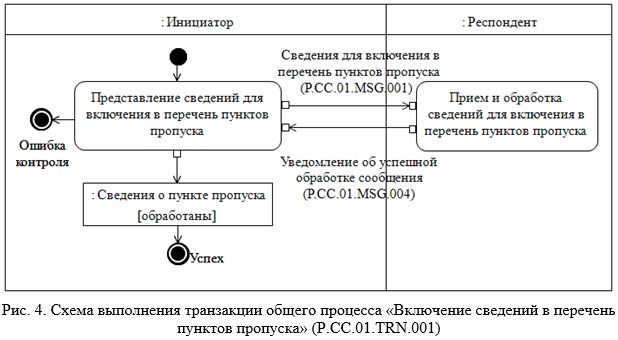 : Инициатор
: Респондент
Сведения для включения в
перечень пунктов пропуска
(P.CC.01.MSG.001)
Представление сведений для
включения в перечень пунктов
пропуска
Прием и обработка
сведений для включения в
перечень пунктов пропуска
Ошибка
контроля
Уведомление об успешной
обработке сообщения
(P.CC.01.MSG.004)
: Сведения о пункте пропуска
[обработаны]
Успех
Рис. 4. Схема выполнения транзакции общего процесса «Включение сведений в перечень
пунктов пропуска» (P.CC.01.TRN.001)